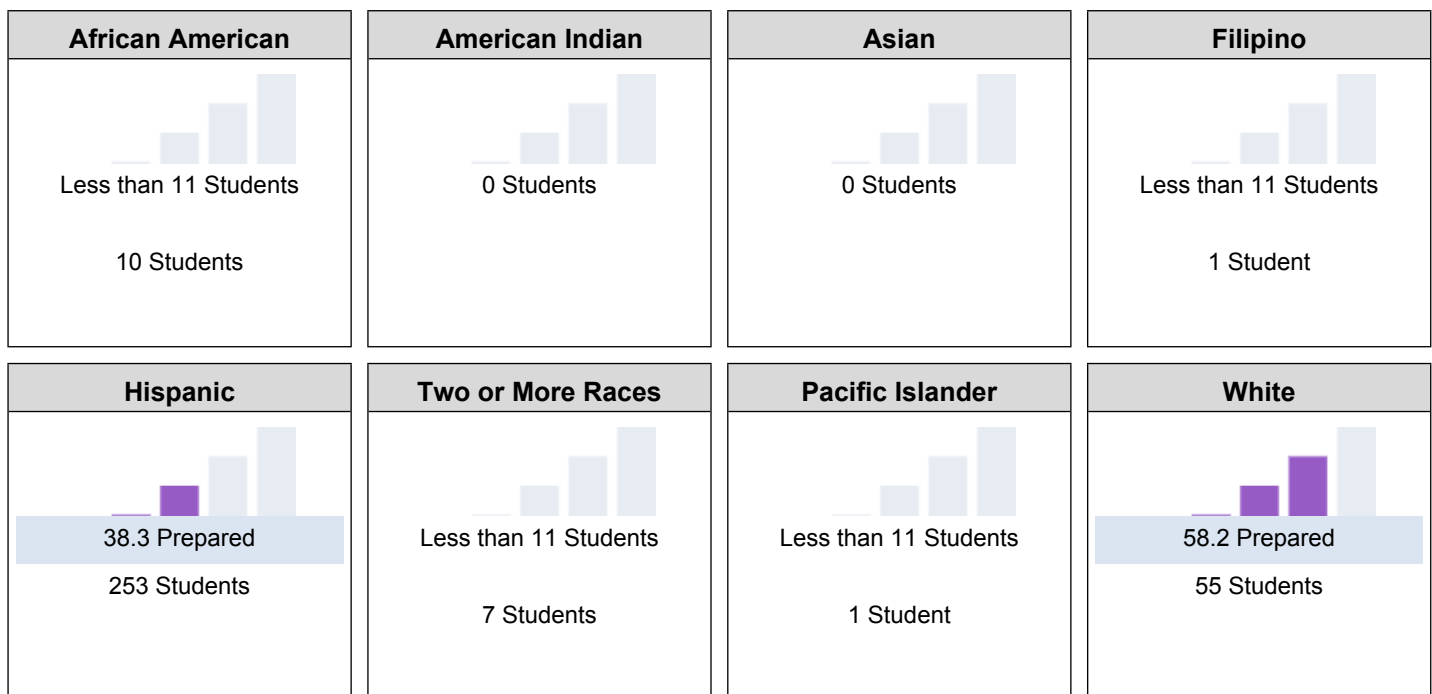 African American
Less than 11 Students
10 Students
American Indian
0 Students
Asian
0 Students
Filipino
Less than 11 Students
1 Student
Hispanic
38.3 Prepared
253 Students
Two or More Races
Less than 11 Students
7 Students
Pacific Islander
Less than 11 Students
1 Student
White
58.2 Prepared
55 Students